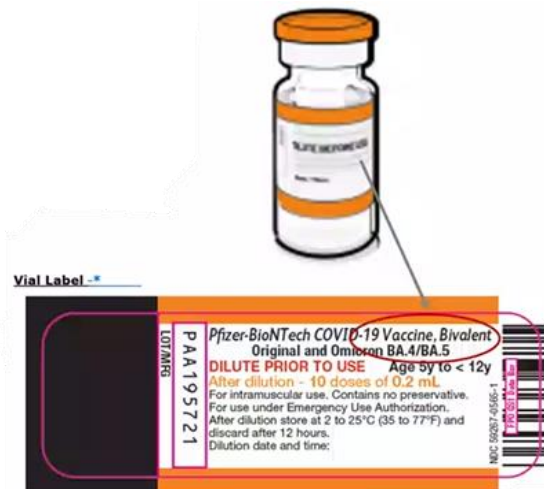 DILUTE BEFORE USE
Vial Label -*
LOT/MFG
PAA195721
Pfizer-BioNTech COVID-19 Vaccine, Bivalent
Original and Omicron BA.4/BA.5
DILUTE PRIOR TO USE Age 5y to < 12y
After dilution - 10 doses of 0.2 mL
For intramuscular use. Contains no preservative.
For use under Emergency Use Authorization.
After dilution store at 2 to 25°C (35 to 77°F) and
discard after 12 hours.
Dilution date and time:
NDC 59267-0565-1